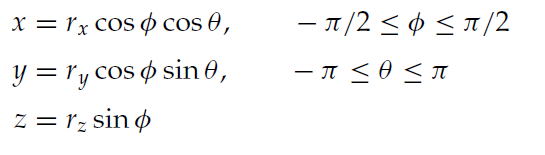 x = r_x cos ϕ cos θ, − π/2 ≤ ϕ ≤ π/2
y = r_y cos ϕ sin θ, − π ≤ θ ≤ π
z = r_z sin ϕ